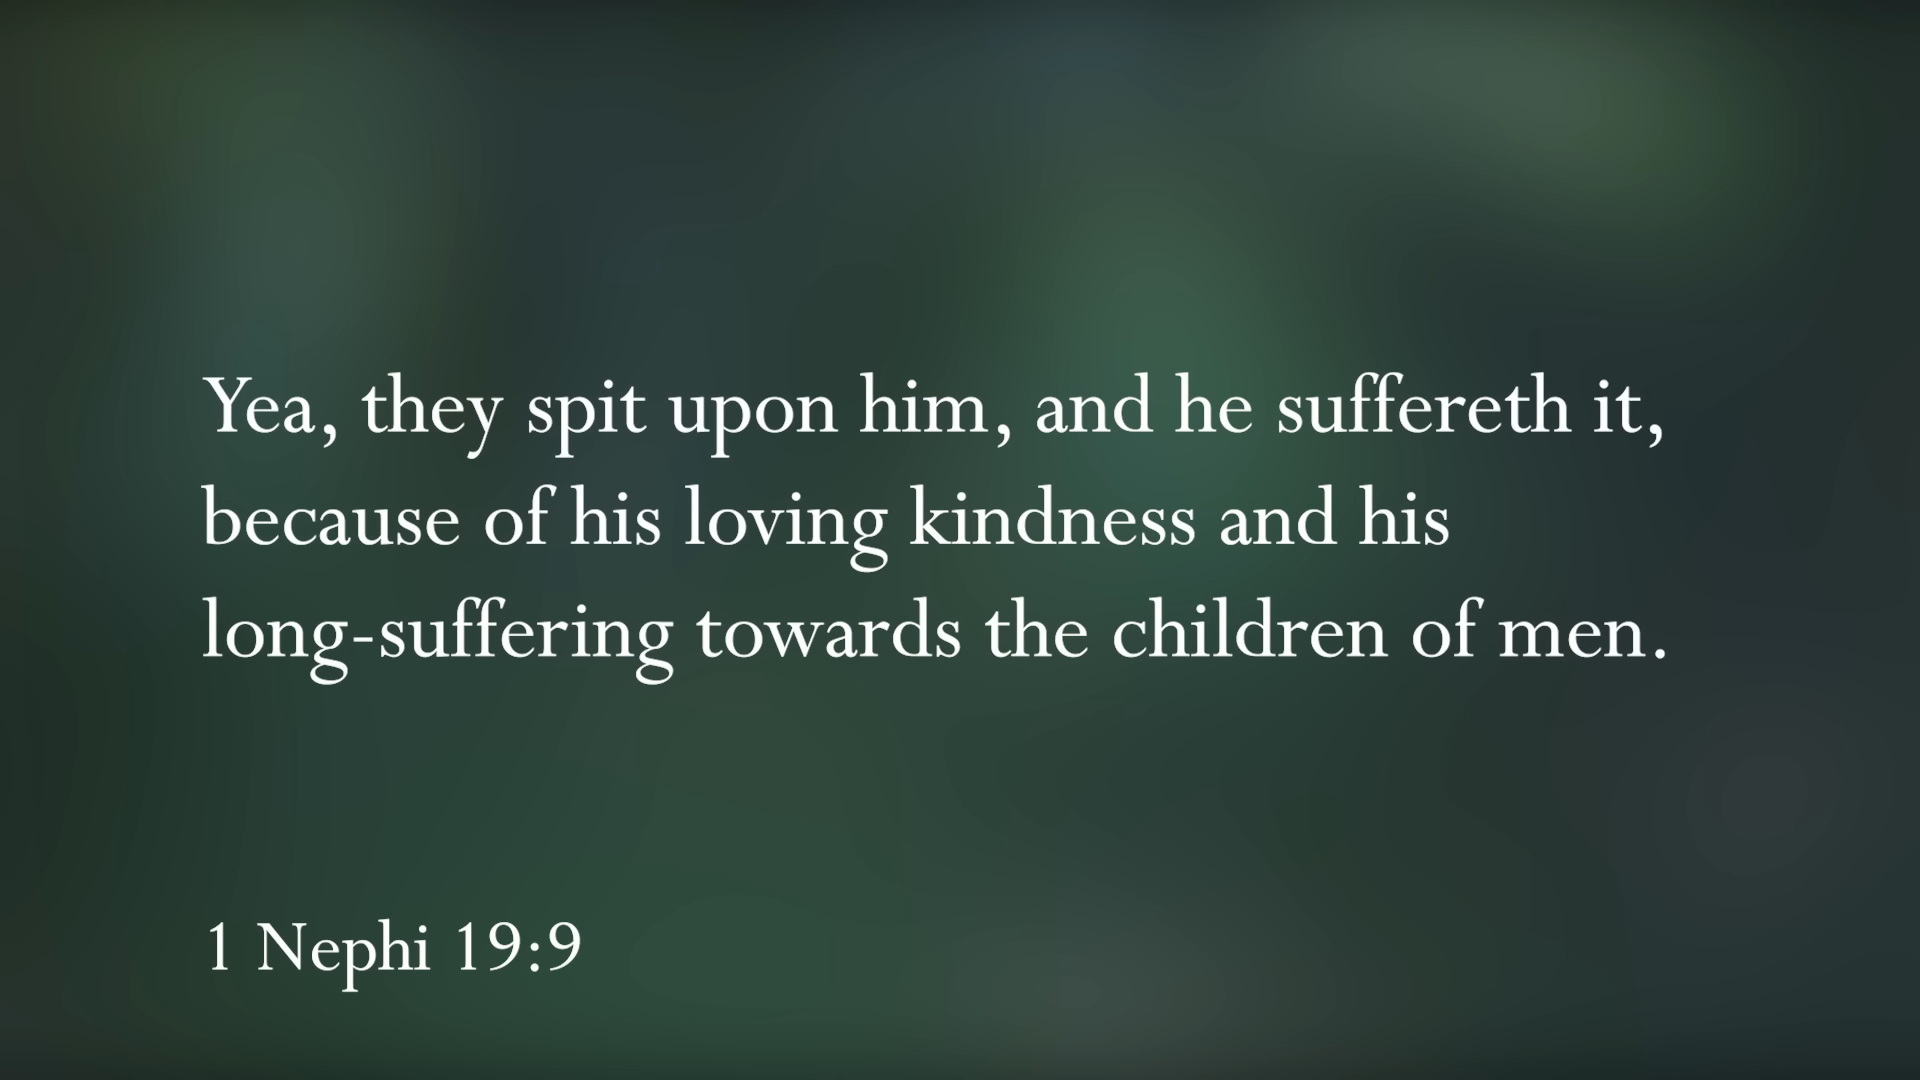 Yea, they spit upon him, and he suffereth it,
because of his loving kindness and his
long-suffering towards the children of men.
1 Nephi 19:9